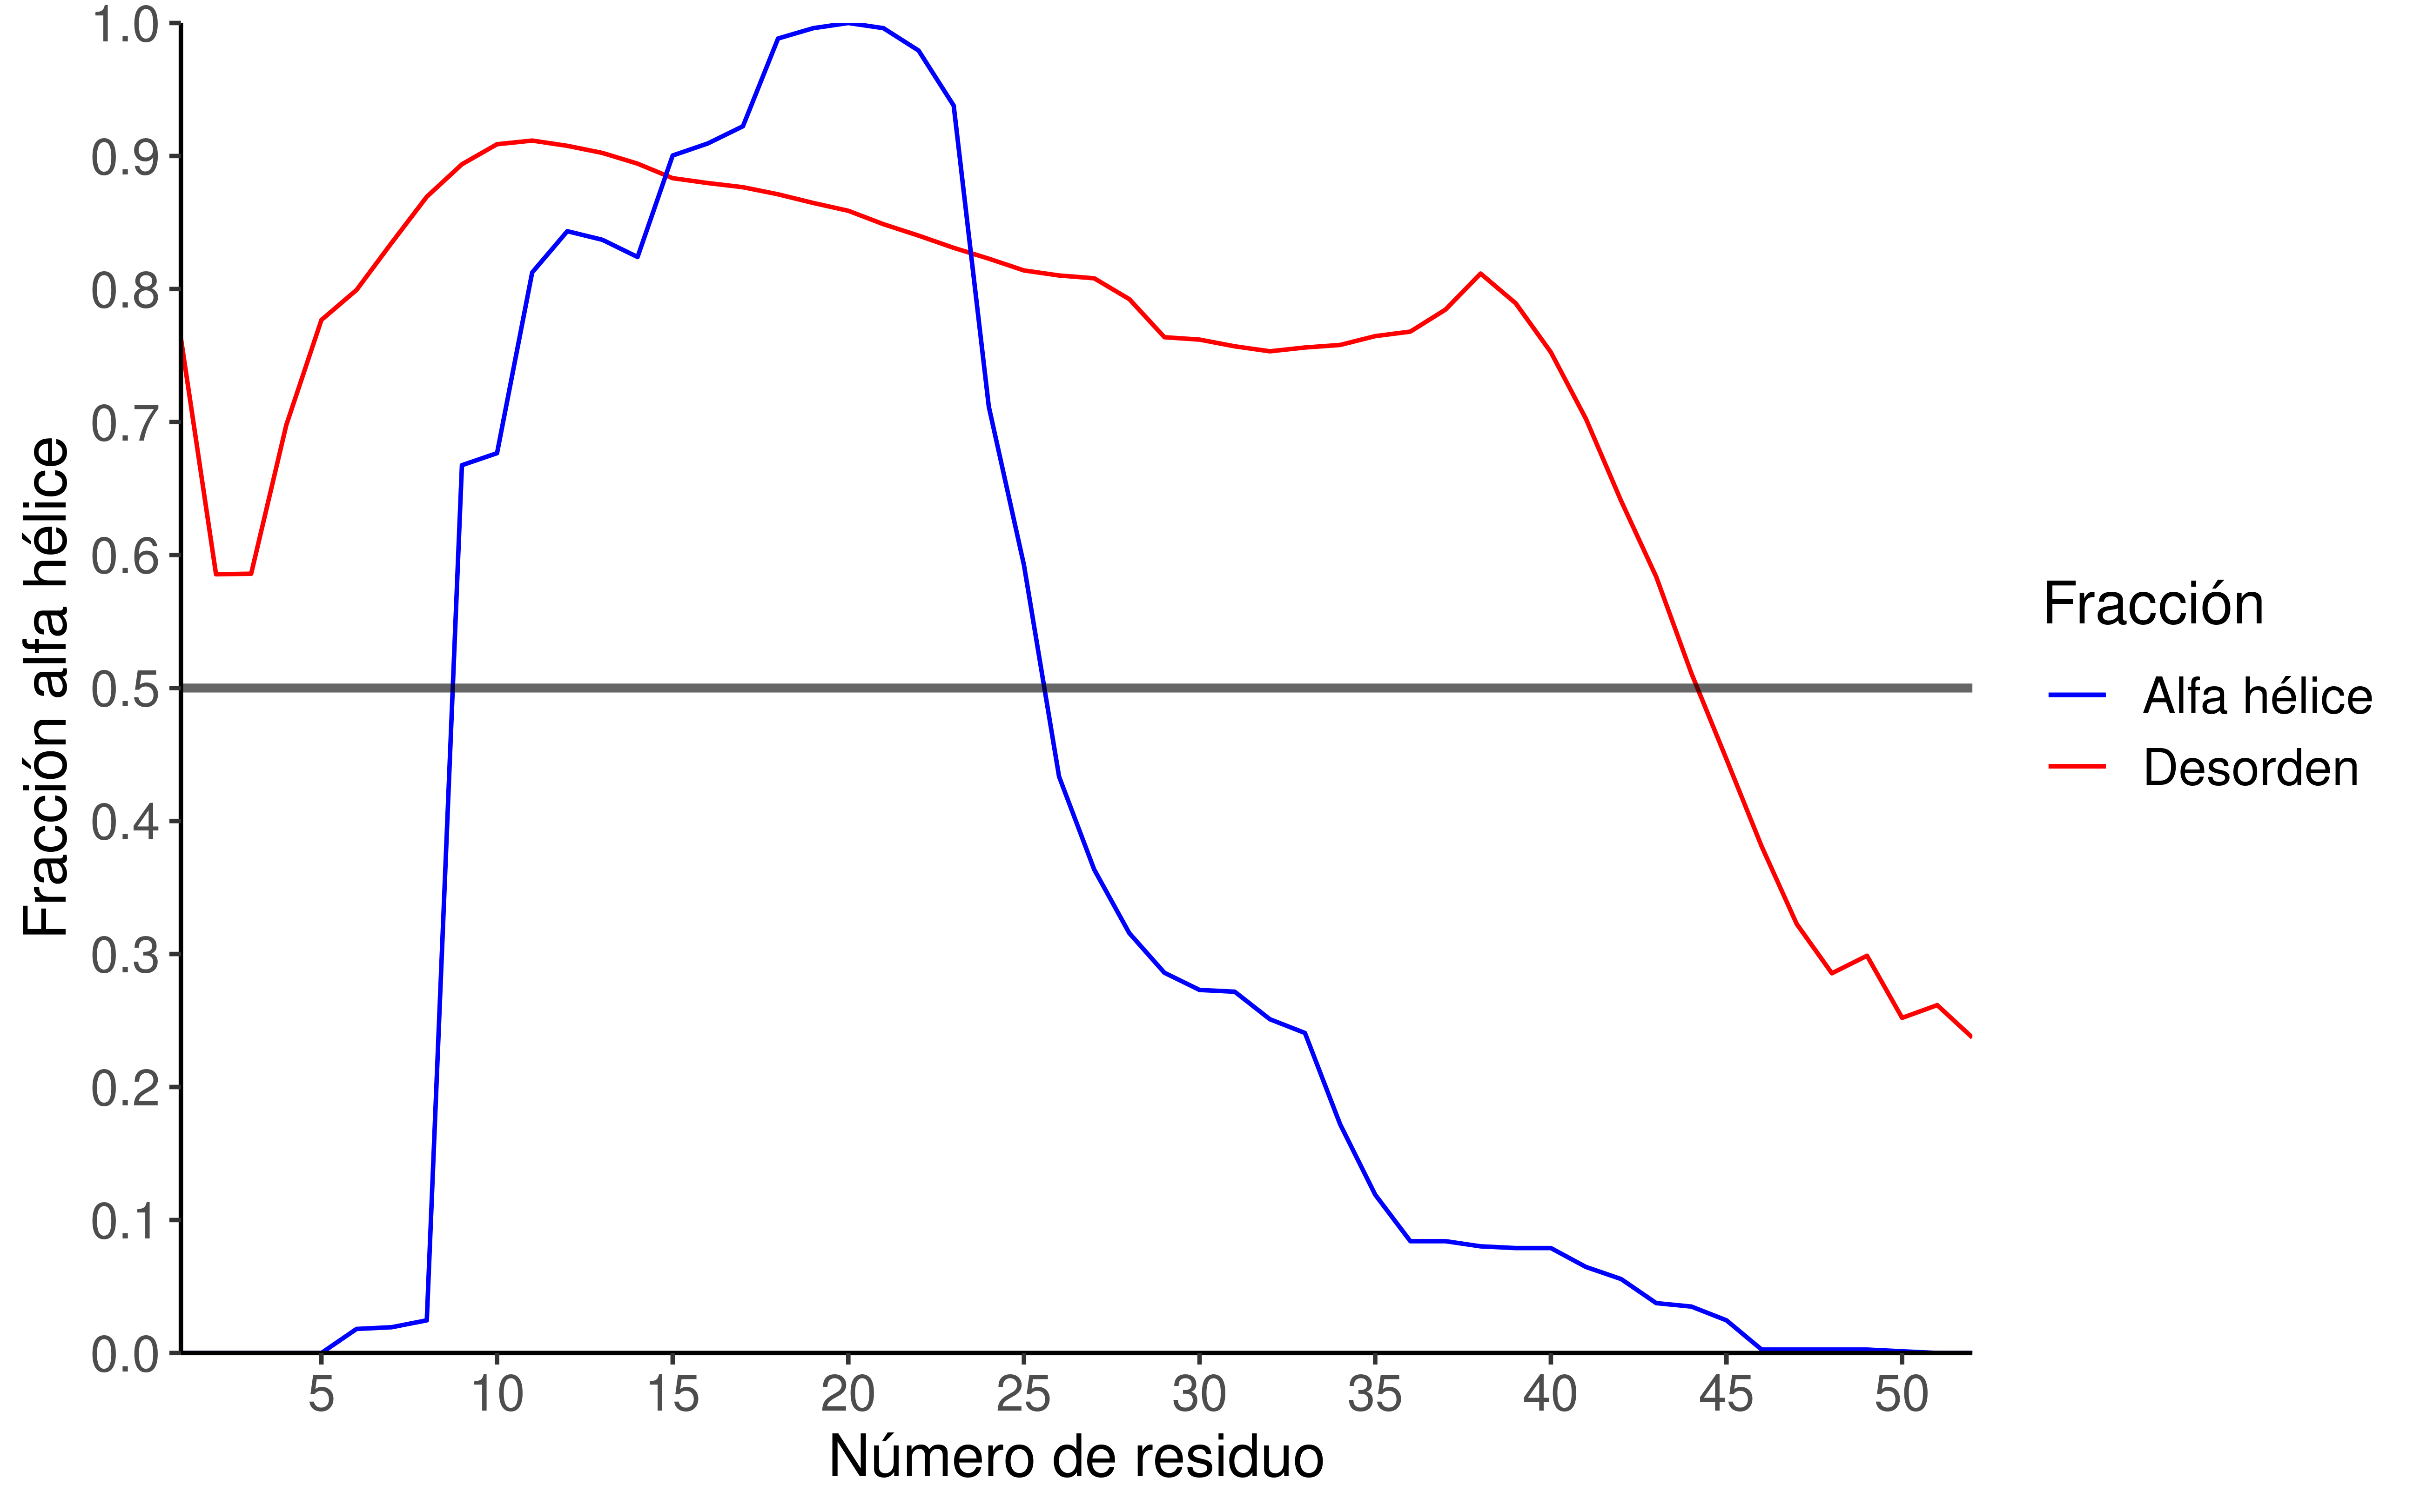 Fracción alfa hélice
1.0
0.9
0.8
0.7
0.6
0.5
0.4
0.3
0.2
0.1
0.0
5 10 15 20 25 30 35 40 45 50
Número de residuo
Fracción
Alfa hélice
Desorden